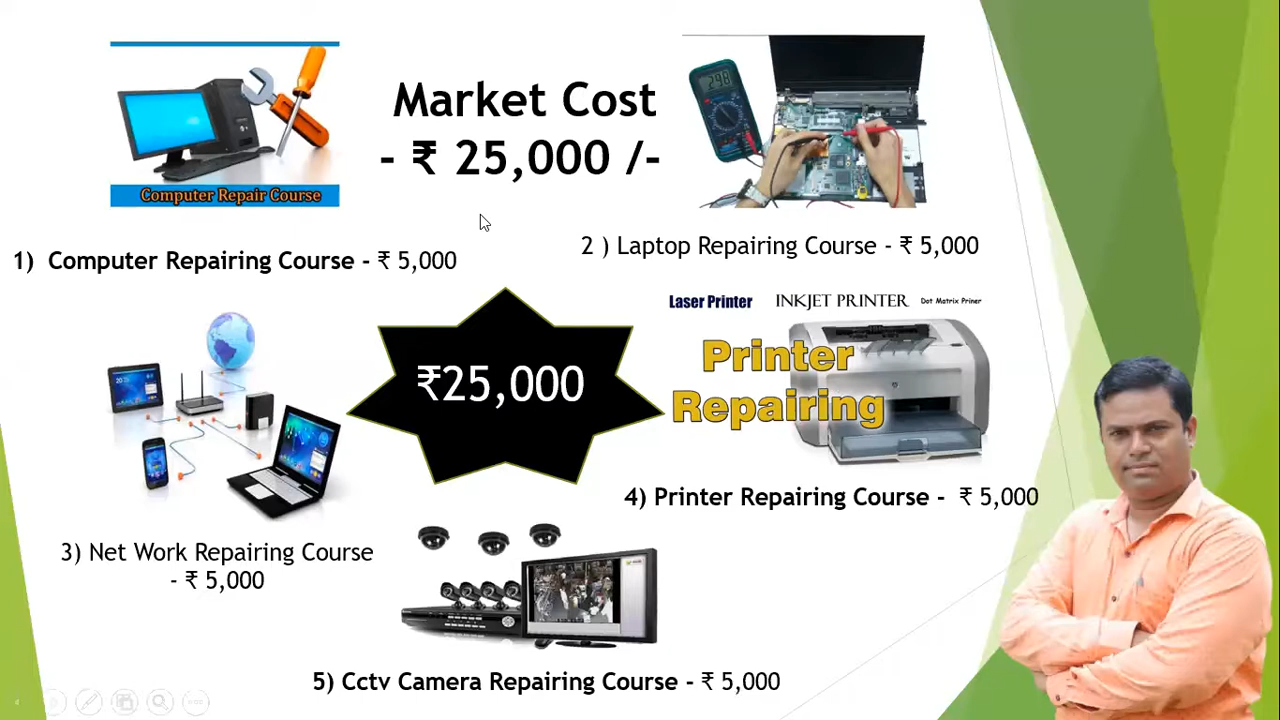 Market Cost
- ₹ 25,000 /-
Computer Repair Course
1) Computer Repairing Course - ₹ 5,000
2 ) Laptop Repairing Course - ₹ 5,000
₹25,000
Laser Printer INKJET PRINTER Dot Matrix Priner
Printer
Repairing
3) Net Work Repairing Course
- ₹ 5,000
4) Printer Repairing Course - ₹ 5,000
5) Cctv Camera Repairing Course - ₹ 5,000